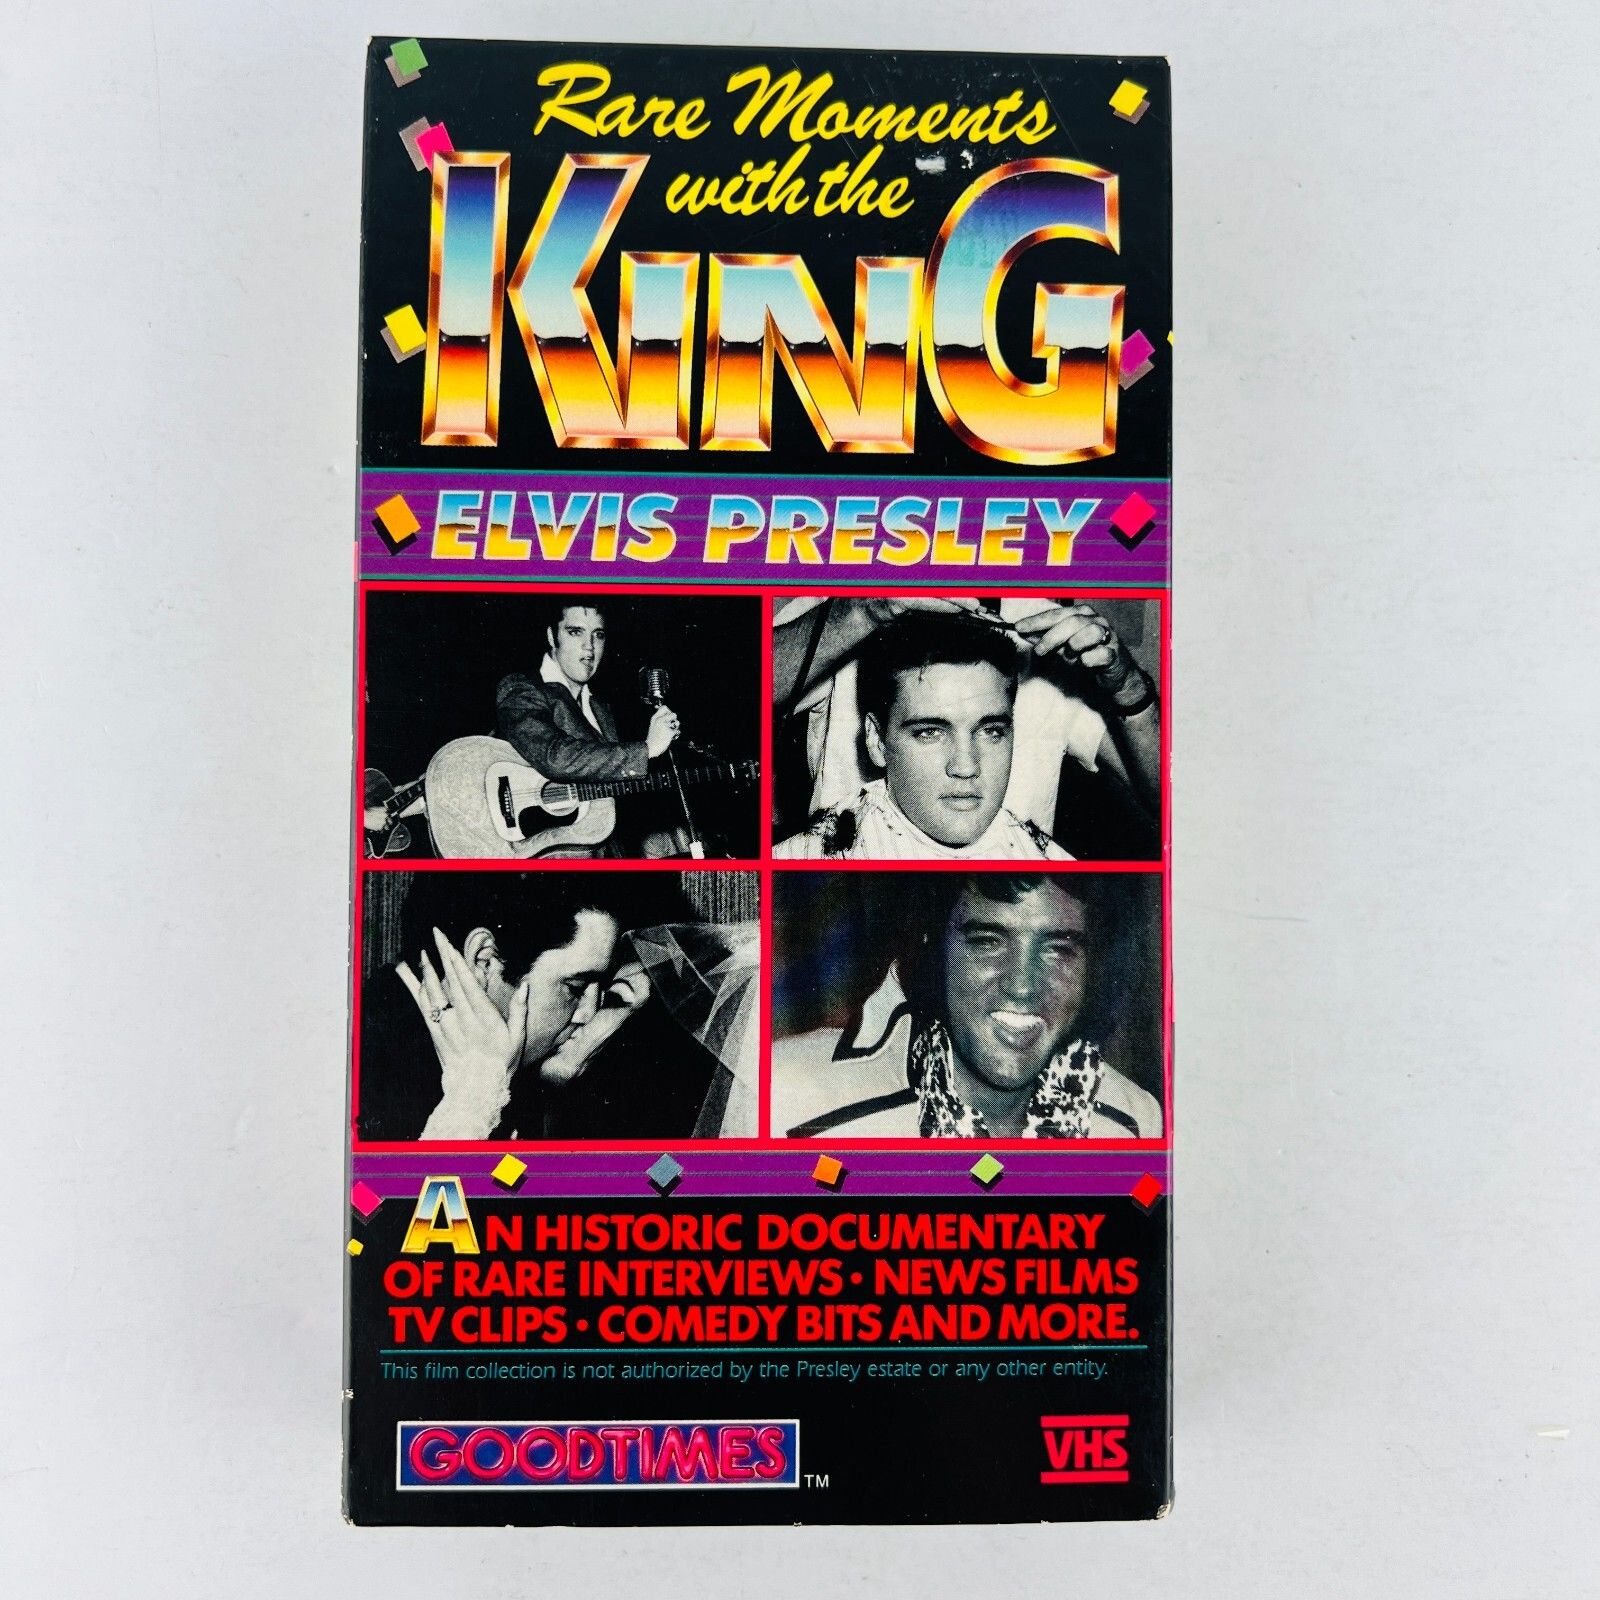 Rare Moments
with the
KING
ELVIS PRESLEY
AN HISTORIC DOCUMENTARY
OF RARE INTERVIEWS • NEWS FILMS
TV CLIPS • COMEDY BITS AND MORE.
This film collection is not authorized by the Presley estate or any other entity.
GOODTIMES TM
VHS